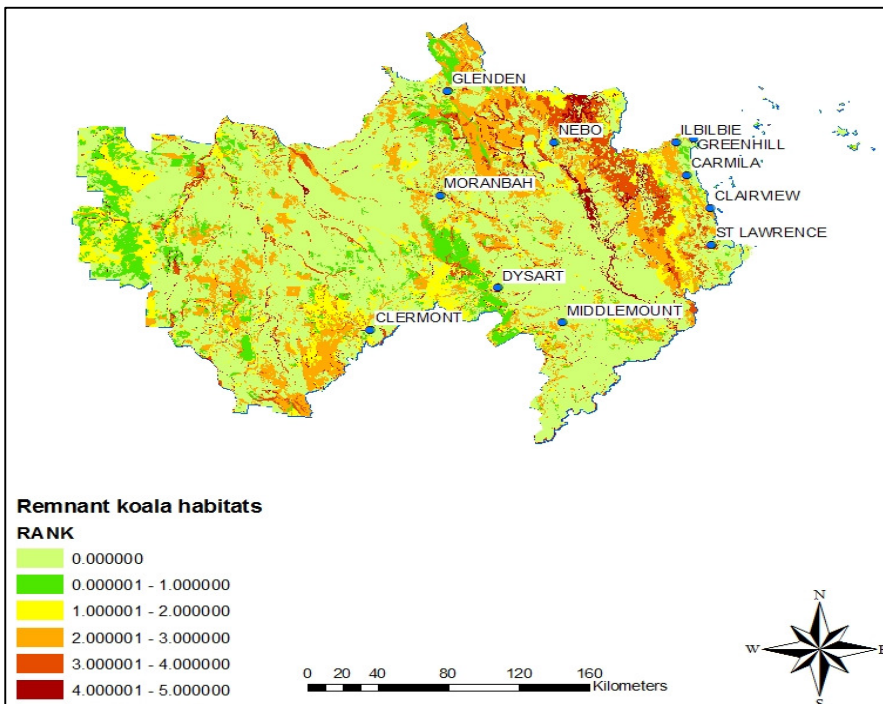 GLENDEN
NEBO
ILBILBIE
GREENHILL
CARMILA
MORANBAH
CLAIRVIEW
ST LAWRENCE
DYSART
MIDDLEMOUNT
CLERMONT
Remnant koala habitats
RANK
0.000000
0.000001 - 1.000000
1.000001 - 2.000000
2.000001 - 3.000000
3.000001 - 4.000000
4.000001 - 5.000000
0 20 40 80 120 160
Kilometers
N
W E
S